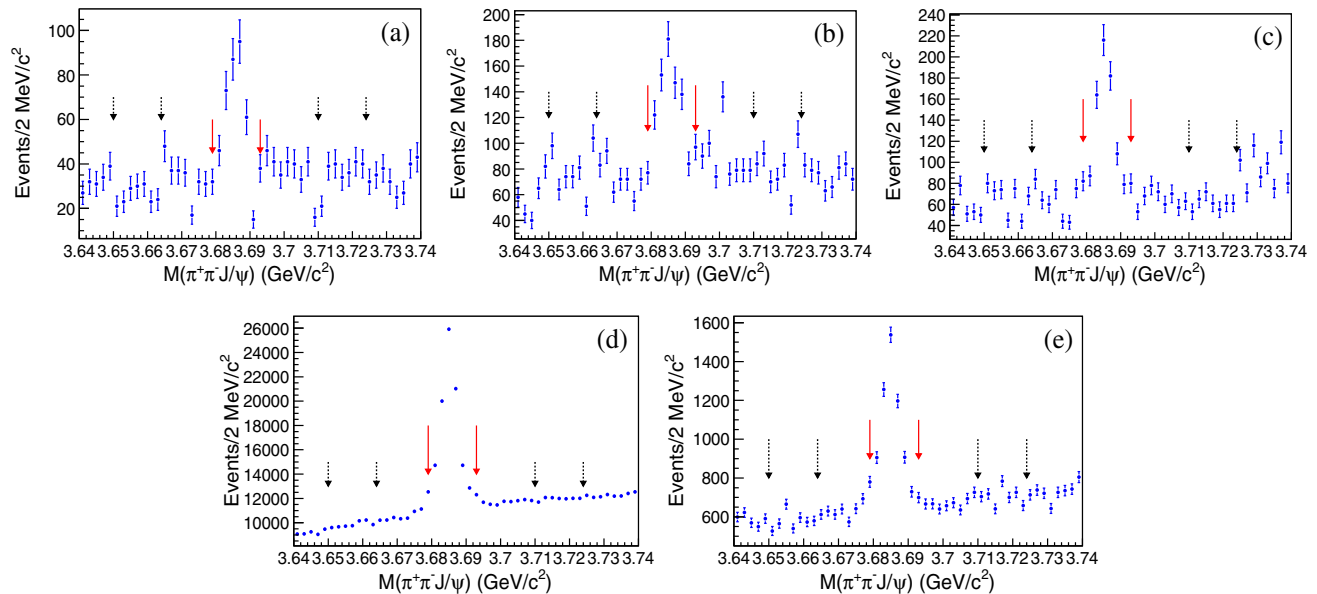 (a)
Events/2 MeV/c²
100
80
60
40
20
3.64 3.65 3.66 3.67 3.68 3.69 3.7 3.71 3.72 3.73 3.74
M(π⁺π⁻J/ψ) (GeV/c²)
(b)
Events/2 MeV/c²
200
180
160
140
120
100
80
60
40
3.64 3.65 3.66 3.67 3.68 3.69 3.7 3.71 3.72 3.73 3.74
M(π⁺π⁻J/ψ) (GeV/c²)
(c)
Events/2 MeV/c²
240
220
200
180
160
140
120
100
80
60
40
3.64 3.65 3.66 3.67 3.68 3.69 3.7 3.71 3.72 3.73 3.74
M(π⁺π⁻J/ψ) (GeV/c²)
(d)
Events/2 MeV/c²
26000
24000
22000
20000
18000
16000
14000
12000
10000
3.64 3.65 3.66 3.67 3.68 3.69 3.7 3.71 3.72 3.73 3.74
M(π⁺π⁻J/ψ) (GeV/c²)
(e)
Events/2 MeV/c²
1600
1400
1200
1000
800
600
3.64 3.65 3.66 3.67 3.68 3.69 3.7 3.71 3.72 3.73 3.74
M(π⁺π⁻J/ψ) (GeV/c²)